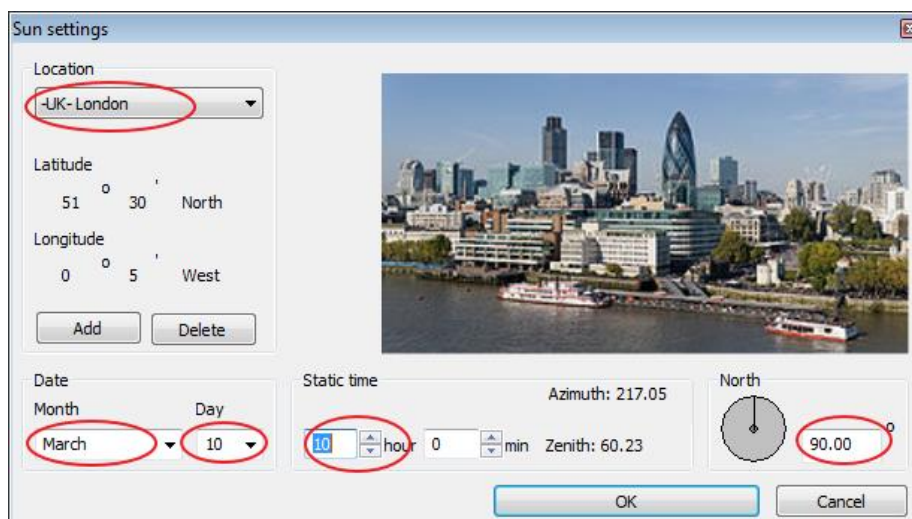 Sun settings
Location
-UK- London
Latitude
51 ° 30 ' North
Longitude
0 ° 5 ' West
Add Delete
Date
Month Day
March 10
Static time
Azimuth: 217.05
10 hour 0 min Zenith: 60.23
North
90.00 °
OK Cancel